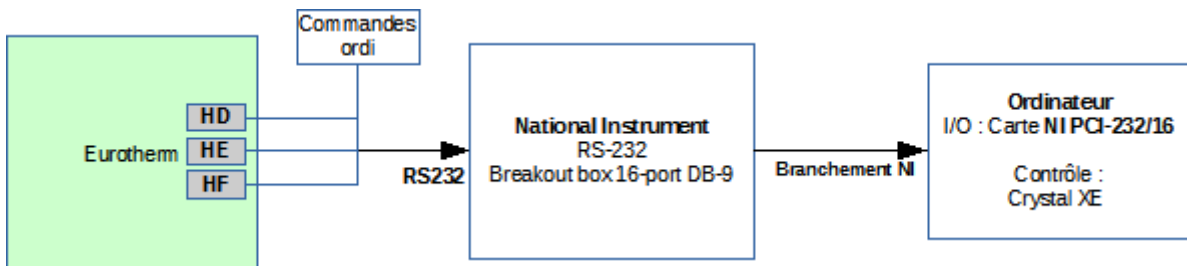 Commandes
ordi
Eurotherm
HD
HE
HF
RS232
National Instrument
RS-232
Breakout box 16-port DB-9
Branchement NI
Ordinateur
I/O : Carte NI PCI-232/16
Contrôle :
Crystal XE